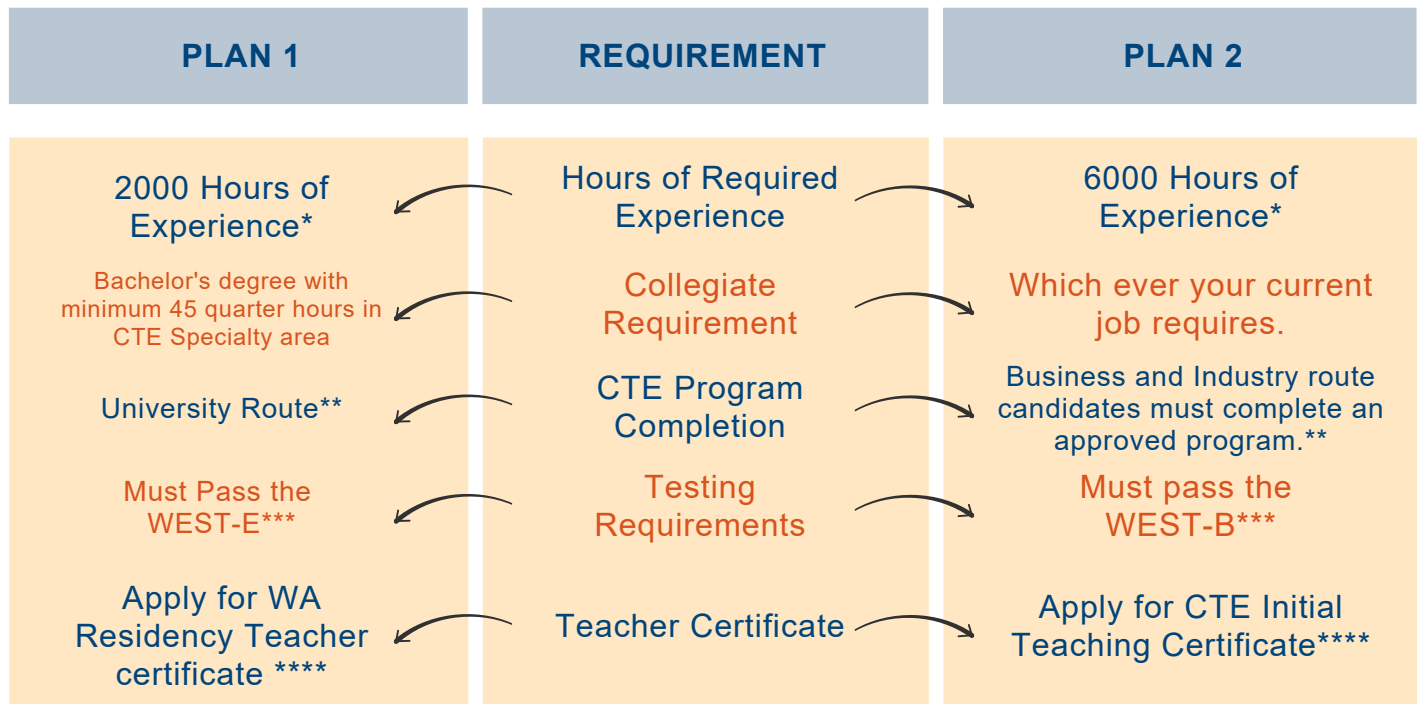 PLAN 1
REQUIREMENT
PLAN 2
2000 Hours of
Experience*
Hours of Required
Experience
6000 Hours of
Experience*
Bachelor's degree with
minimum 45 quarter hours in
CTE Specialty area
Collegiate
Requirement
Which ever your current
job requires.
University Route**
CTE Program
Completion
Business and Industry route
candidates must complete an
approved program.**
Must Pass the
WEST-E***
Testing
Requirements
Must pass the
WEST-B***
Apply for WA
Residency Teacher
certificate ****
Teacher Certificate
Apply for CTE Initial
Teaching Certificate****